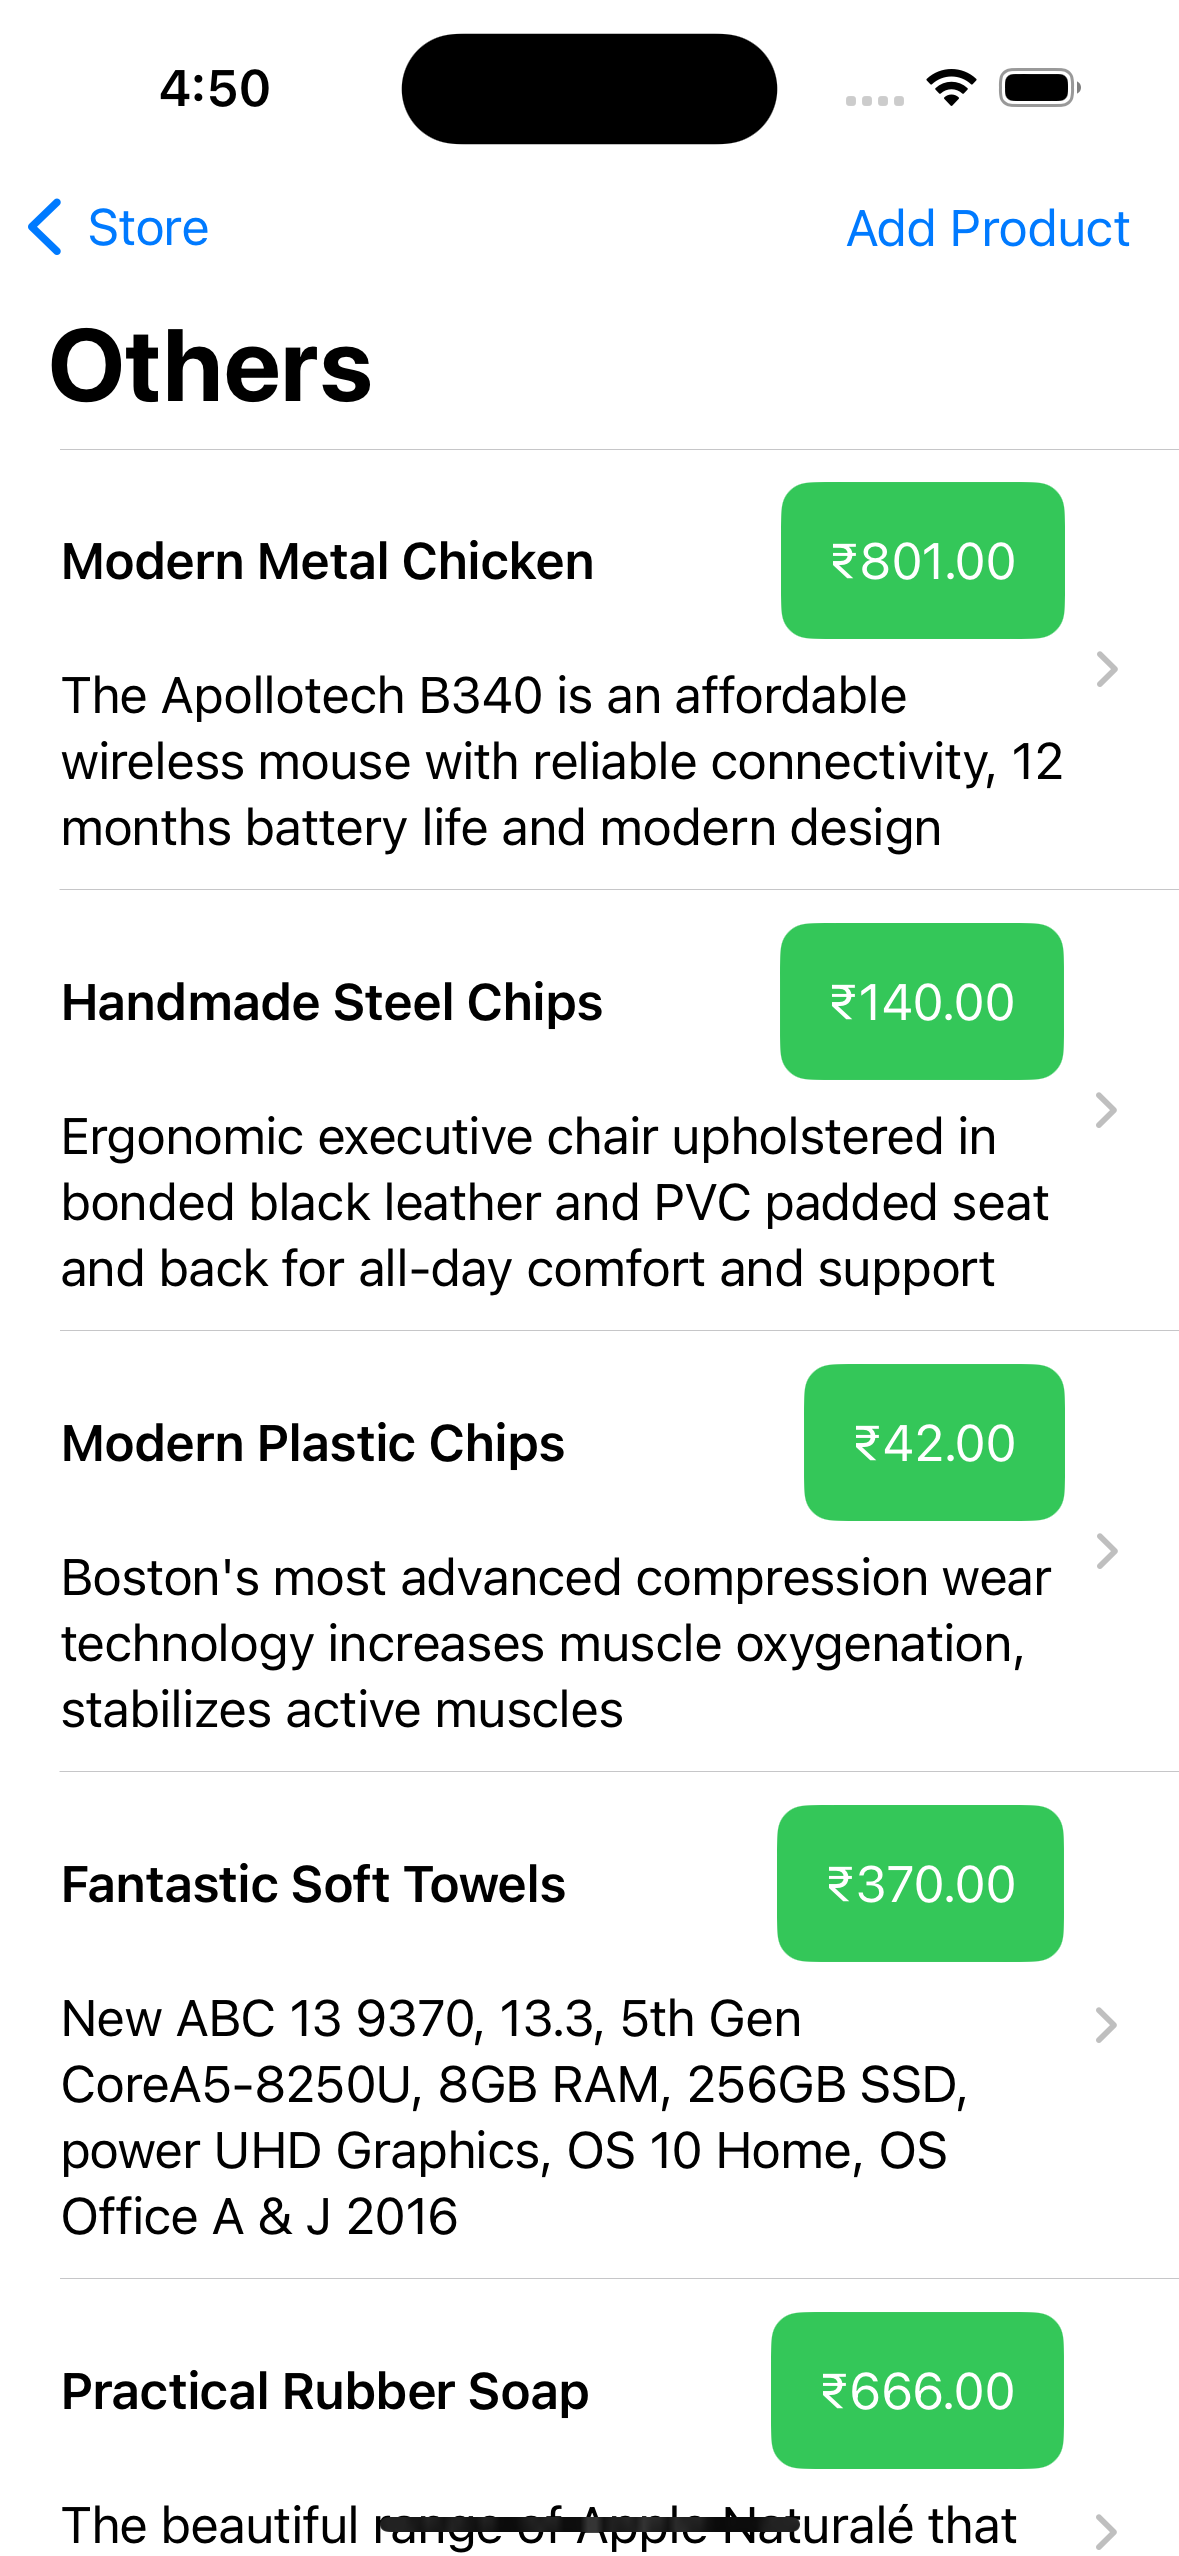 4:50
Store
Add Product
Others
Modern Metal Chicken
₹801.00
The Apollotech B340 is an affordable
wireless mouse with reliable connectivity, 12
months battery life and modern design
Handmade Steel Chips
₹140.00
Ergonomic executive chair upholstered in
bonded black leather and PVC padded seat
and back for all-day comfort and support
Modern Plastic Chips
₹42.00
Boston's most advanced compression wear
technology increases muscle oxygenation,
stabilizes active muscles
Fantastic Soft Towels
₹370.00
New ABC 13 9370, 13.3, 5th Gen
CoreA5-8250U, 8GB RAM, 256GB SSD,
power UHD Graphics, OS 10 Home, OS
Office A & J 2016
Practical Rubber Soap
₹666.00
The beautiful range of Apple Naturalé that